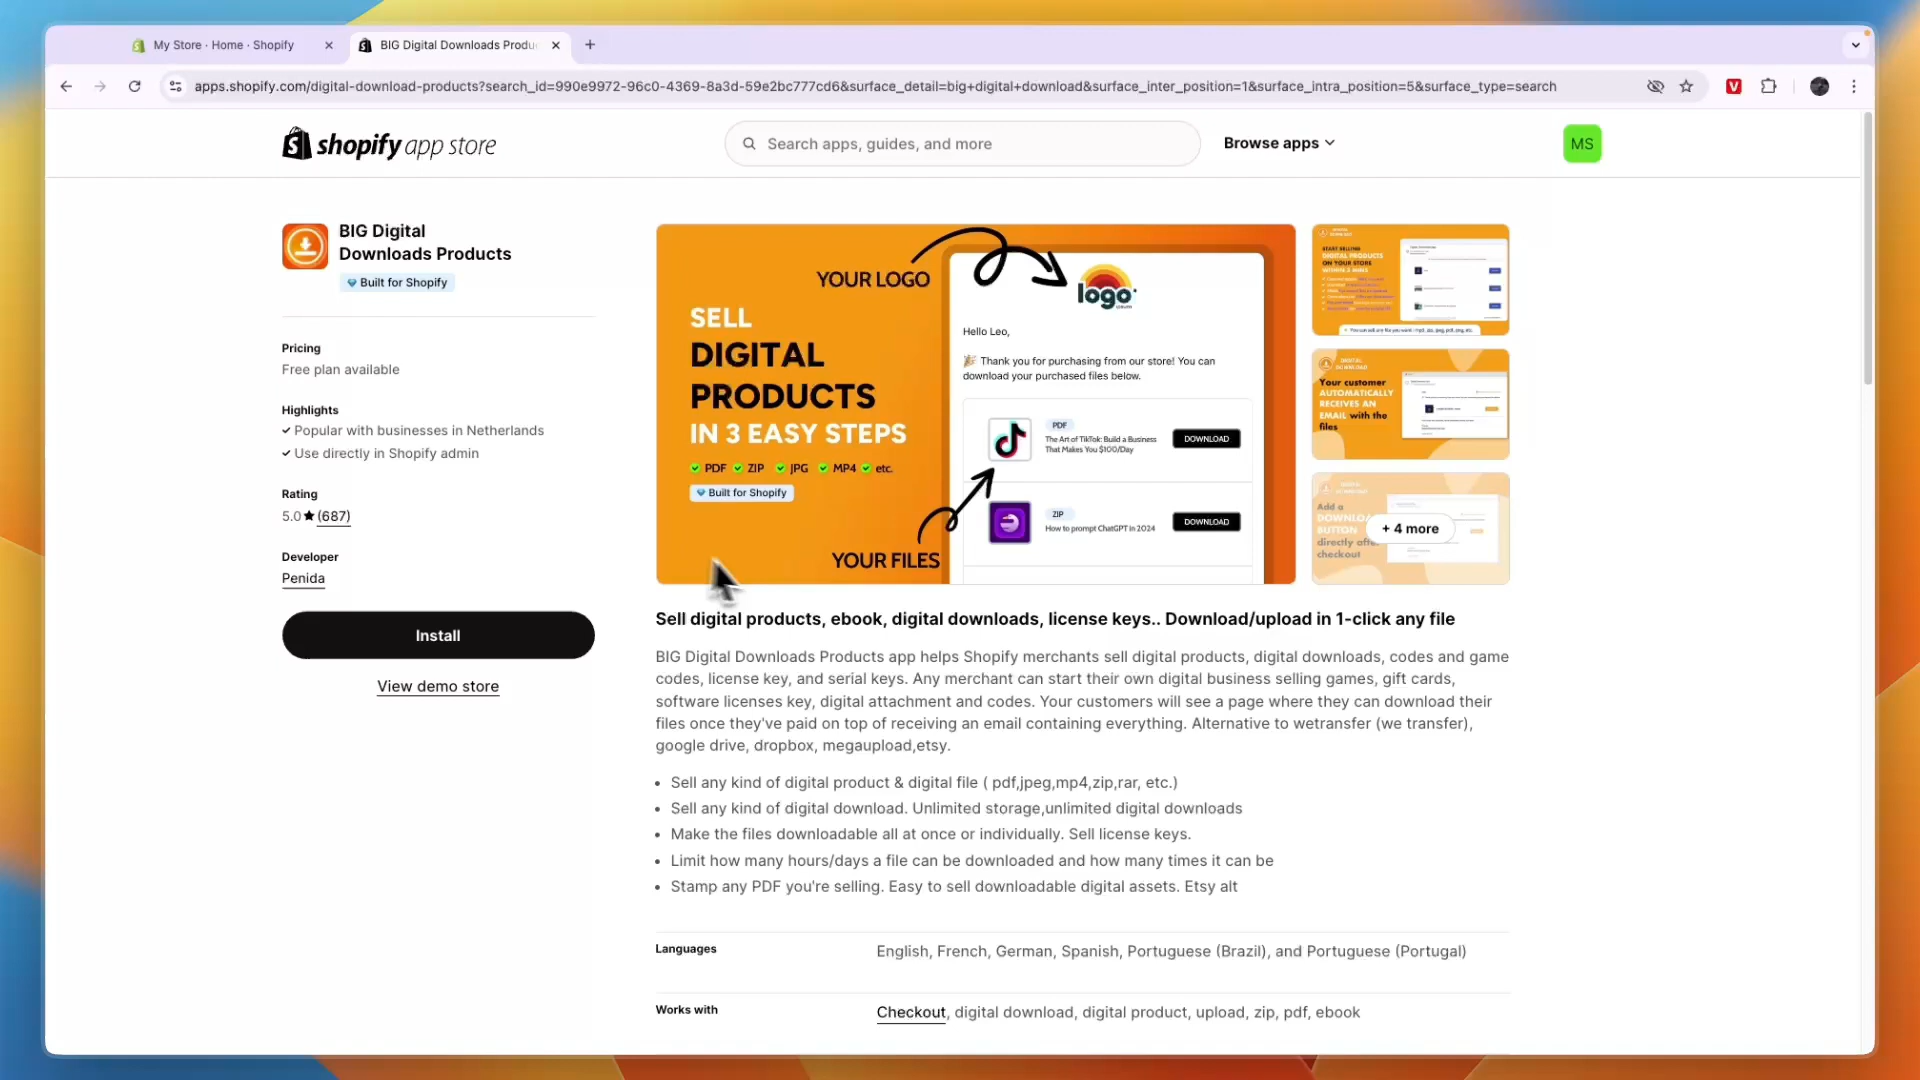 My Store · Home · Shopify
BIG Digital Downloads Produ
apps.shopify.com/digital-download-products?search_id=990e9972-96c0-4369-8a3d-59e2bc777cd6&surface_detail=big+digital+download&surface_inter_position=1&surface_intra_position=5&surface_type=search
shopify app store
Search apps, guides, and more
Browse apps
MS
BIG Digital
Downloads Products
Built for Shopify
Pricing
Free plan available
Highlights
Popular with businesses in Netherlands
Use directly in Shopify admin
Rating
5.0★ (687)
Developer
Penida
Install
View demo store
YOUR LOGO
SELL
DIGITAL
PRODUCTS
IN 3 EASY STEPS
PDF ZIP JPG MP4 etc.
Built for Shopify
YOUR FILES
logo
Hello Leo,
🎉 Thank you for purchasing from our store! You can
download your purchased files below.
PDF
The Art of TikTok: Build a Business
That Makes You $100/Day
DOWNLOAD
ZIP
How to prompt ChatGPT in 2024
DOWNLOAD
START SELLING
DIGITAL PRODUCTS
ON YOUR STORE
Your customer
AUTOMATICALLY
RECEIVES AN
EMAIL with the
files
Add a
BUTTON
checkout
+ 4 more
Sell digital products, ebook, digital downloads, license keys.. Download/upload in 1-click any file
BIG Digital Downloads Products app helps Shopify merchants sell digital products, digital downloads, codes and game
codes, license key, and serial keys. Any merchant can start their own digital business selling games, gift cards,
software licenses key, digital attachment and codes. Your customers will see a page where they can download their
files once they've paid on top of receiving an email containing everything. Alternative to wetransfer (we transfer),
google drive, dropbox, megaupload,etsy.
• Sell any kind of digital product & digital file ( pdf,jpeg,mp4,zip,rar, etc.)
• Sell any kind of digital download. Unlimited storage,unlimited digital downloads
• Make the files downloadable all at once or individually. Sell license keys.
• Limit how many hours/days a file can be downloaded and how many times it can be
• Stamp any PDF you're selling. Easy to sell downloadable digital assets. Etsy alt
Languages
English, French, German, Spanish, Portuguese (Brazil), and Portuguese (Portugal)
Works with
Checkout, digital download, digital product, upload, zip, pdf, ebook